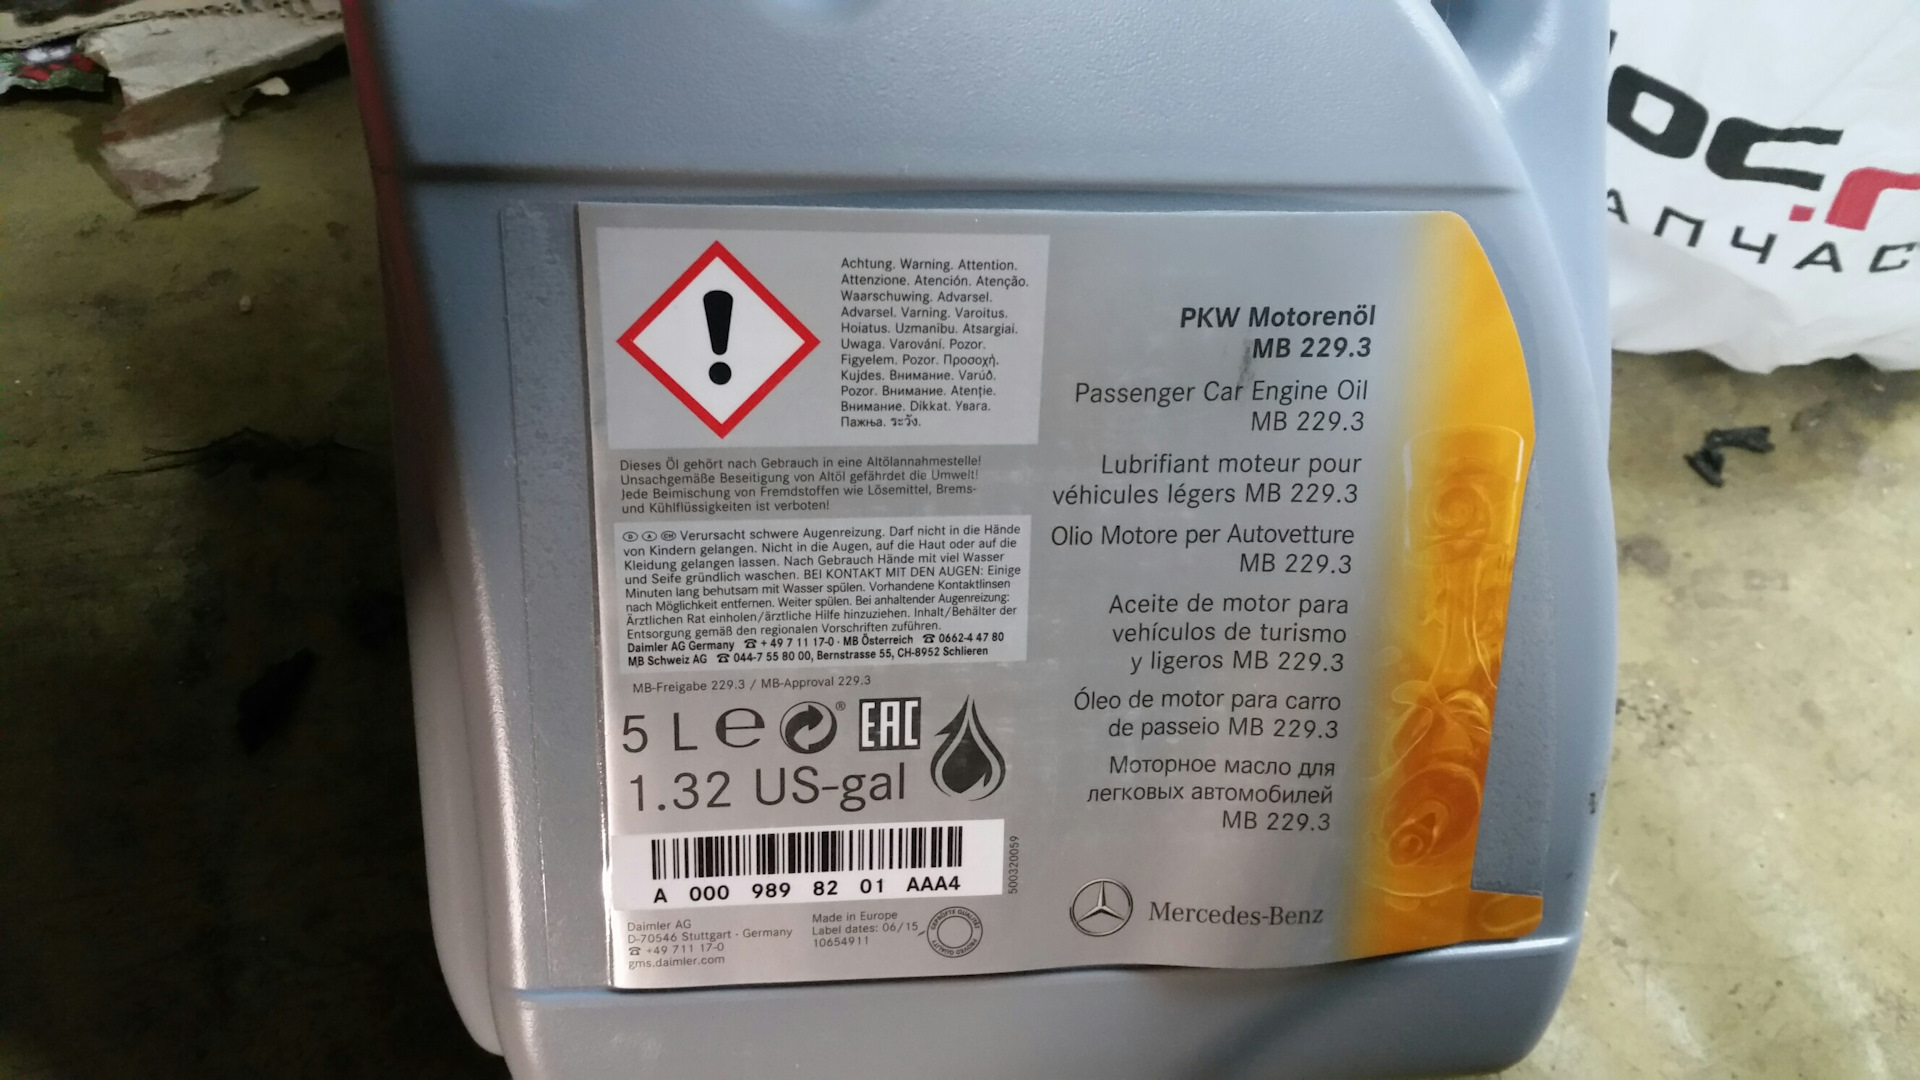 Achtung. Warning. Attention.
Attenzione. Atención. Atenção.
Waarschuwing. Advarsel.
Advarsel. Varning. Varoitus.
Hoiatus. Uzmanību. Atsargiai.
Uwaga. Varování. Pozor.
Figyelem. Pozor. Προσοχή.
Kujdes. Внимание. Varúð.
Pozor. Внимание. Atenție.
Внимание. Dikkat. Увага.
Пажња. ระวัง.
Dieses Öl gehört nach Gebrauch in eine Altölannahmestelle!
Unsachgemäße Beseitigung von Altöl gefährdet die Umwelt!
Jede Beimischung von Fremdstoffen wie Lösemittel, Brems-
und Kühlflüssigkeiten ist verboten!
D A CH Verursacht schwere Augenreizung. Darf nicht in die Hände
von Kindern gelangen. Nicht in die Augen, auf die Haut oder auf die
Kleidung gelangen lassen. Nach Gebrauch Hände mit viel Wasser
und Seife gründlich waschen. BEI KONTAKT MIT DEN AUGEN: Einige
Minuten lang behutsam mit Wasser spülen. Vorhandene Kontaktlinsen
nach Möglichkeit entfernen. Weiter spülen. Bei anhaltender Augenreizung:
Ärztlichen Rat einholen/ärztliche Hilfe hinzuziehen. Inhalt/Behälter der
Entsorgung gemäß den regionalen Vorschriften zuführen.
Daimler AG Germany ☎ +49 7 11 17-0 · MB Österreich ☎ 0662-4 47 80
MB Schweiz AG ☎ 044-7 55 80 00, Bernstrasse 55, CH-8952 Schlieren
MB-Freigabe 229.3 / MB-Approval 229.3
5 L e ® EAC
1.32 US-gal
A 000 989 82 01 AAA4
500320059
Daimler AG
D-70546 Stuttgart · Germany
☎ +49 711 17-0
gms.daimler.com
Made in Europe
Label dates: 06/15
10654911
GEPRÜFTE QUALITÄT
PROVED QUALITY
PKW Motorenöl
MB 229.3
Passenger Car Engine Oil
MB 229.3
Lubrifiant moteur pour
véhicules légers MB 229.3
Olio Motore per Autovetture
MB 229.3
Aceite de motor para
vehículos de turismo
y ligeros MB 229.3
Óleo de motor para carro
de passeio MB 229.3
Моторное масло для
легковых автомобилей
MB 229.3
Mercedes-Benz
oc.r
АПЧАС